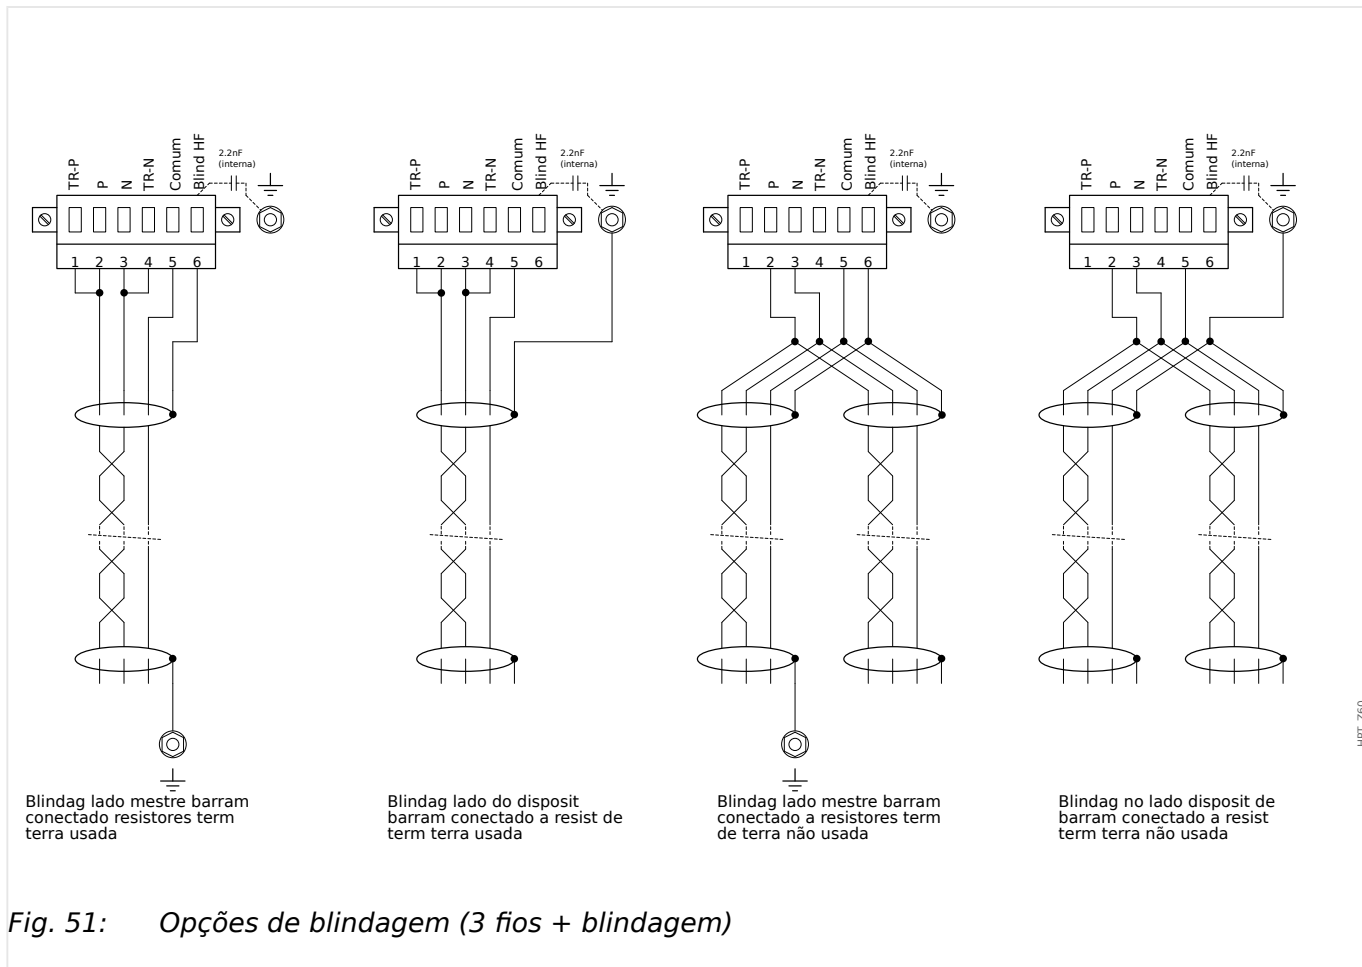 TR-P
P
N
TR-N
Comum
Blind HF
2.2nF
(interna)
1 2 3 4 5 6
TR-P
P
N
TR-N
Comum
Blind HF
2.2nF
(interna)
1 2 3 4 5 6
TR-P
P
N
TR-N
Comum
Blind HF
2.2nF
(interna)
1 2 3 4 5 6
TR-P
P
N
TR-N
Comum
Blind HF
2.2nF
(interna)
1 2 3 4 5 6
Blindag lado mestre barram
conectado resistores term
terra usada
Blindag lado do disposit
barram conectado a resist de
term terra usada
Blindag lado mestre barram
conectado a resistores term
de terra não usada
Blindag no lado disposit de
barram conectado a resist
term terra não usada
Fig. 51: Opções de blindagem (3 fios + blindagem)